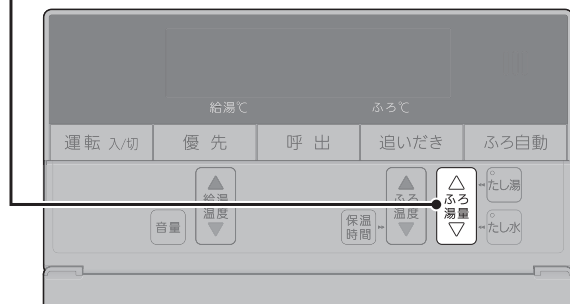 給湯℃ ふろ℃
運転 入/切 優先 呼出 追いだき ふろ自動
給湯温度
音量
ふろ温度
保温時間
ふろ湯量
たし湯
たし水